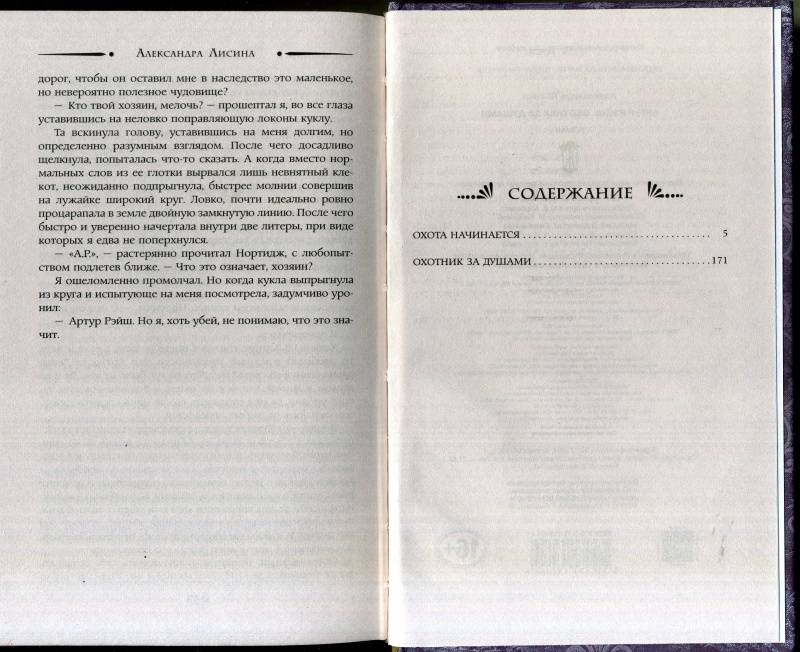 Александра Лисина
дорог, чтобы он оставил мне в наследство это маленькое,
но невероятно полезное чудовище?
— Кто твой хозяин, мелочь? — прошептал я, во все глаза
уставившись на неловко поправляющую локоны куклу.
Та вскинула голову, уставившись на меня долгим, но
определенно разумным взглядом. После чего досадливо
щелкнула, попыталась что-то сказать. А когда вместо нор-
мальных слов из ее глотки вырвался лишь невнятный кле-
кот, неожиданно подпрыгнула, быстрее молнии совершив
на лужайке широкий круг. Ловко, почти идеально ровно
процарапала в земле двойную замкнутую линию. После чего
быстро и уверенно начертала внутри две литеры, при виде
которых я едва не поперхнулся.
— «А.Р.», — растерянно прочитал Нортидж, с любопыт-
ством подлетев ближе. — Что это означает, хозяин?
Я ошеломленно промолчал. Но когда кукла выпрыгнула
из круга и испытующе на меня посмотрела, задумчиво уро-
нил:
— Артур Рэйш. Но я, хоть убей, не понимаю, что это зна-
чит.
СОДЕРЖАНИЕ
ОХОТА НАЧИНАЕТСЯ . . . . . . . . . . . . . . . . . . . . . . . . . . . . . . . . . . . . 5
ОХОТНИК ЗА ДУШАМИ . . . . . . . . . . . . . . . . . . . . . . . . . . . . . . . . . . 171
16+